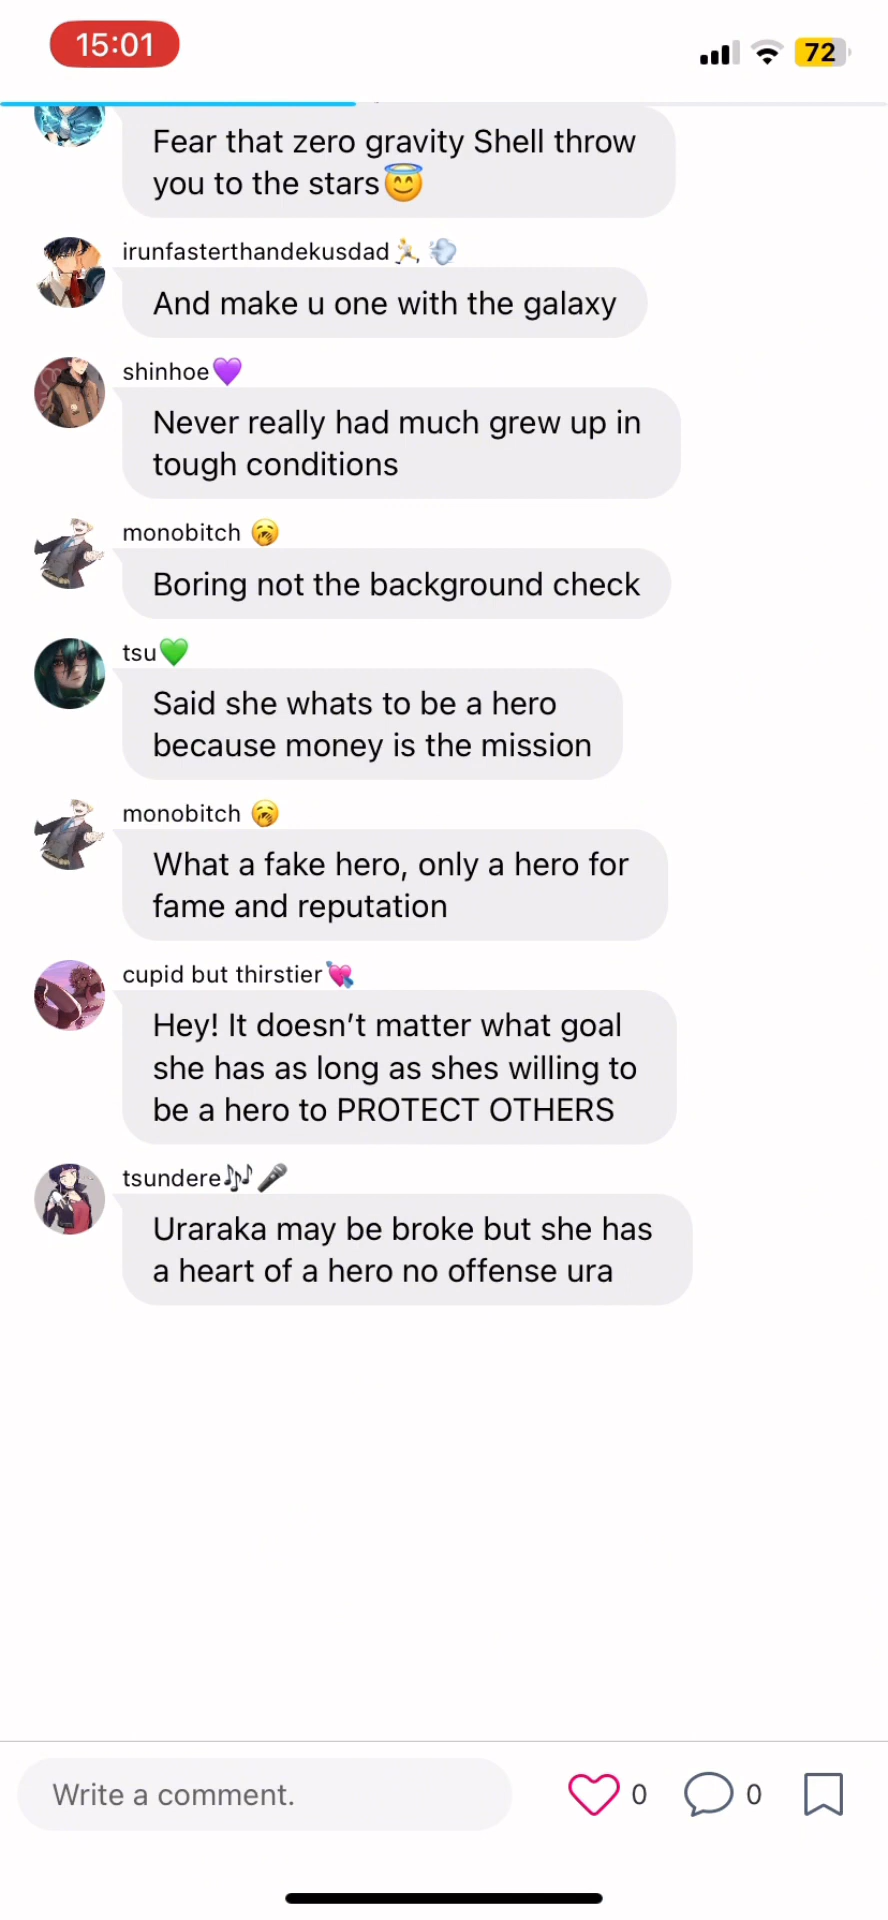 15:01
72
Fear that zero gravity Shell throw
you to the stars😇
irunfasterthandekusdad🏃💨
And make u one with the galaxy
shinhoe💜
Never really had much grew up in
tough conditions
monobitch 🥱
Boring not the background check
tsu💚
Said she whats to be a hero
because money is the mission
monobitch 🥱
What a fake hero, only a hero for
fame and reputation
cupid but thirstier💘
Hey! It doesn’t matter what goal
she has as long as shes willing to
be a hero to PROTECT OTHERS
tsundere🎶🎤
Uraraka may be broke but she has
a heart of a hero no offense ura
Write a comment.
0
0